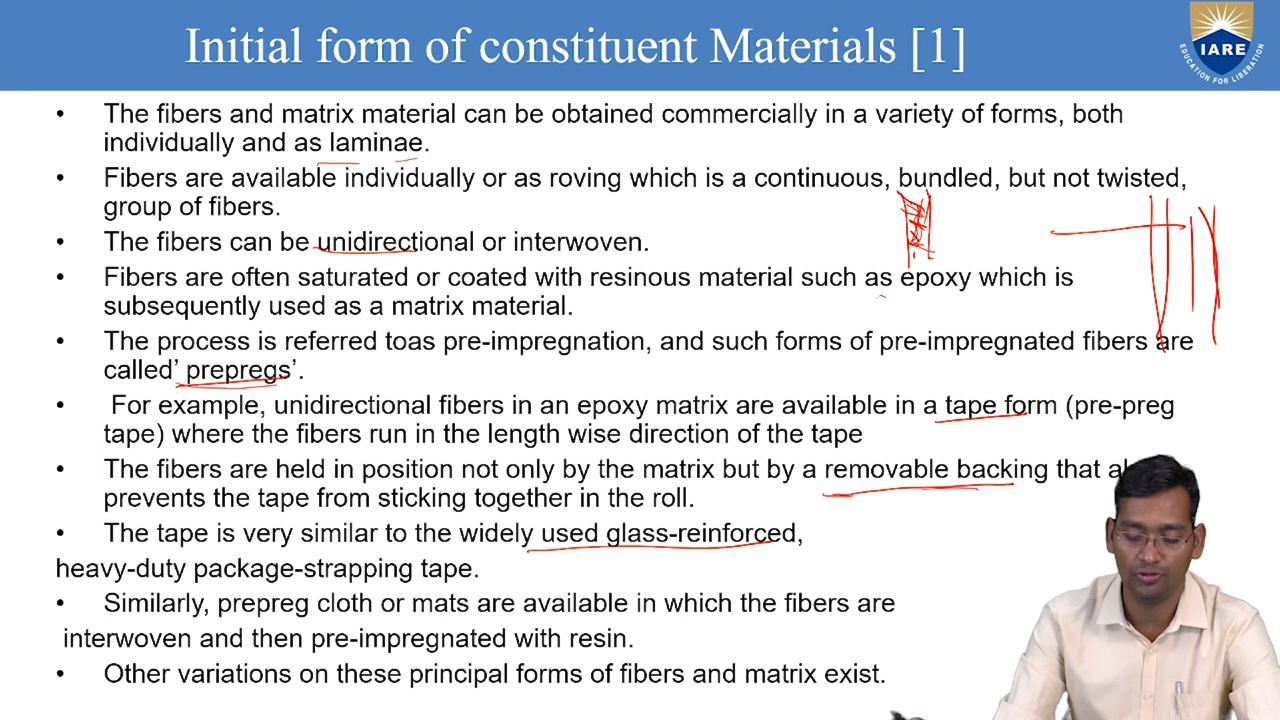 Initial form of constituent Materials [1]
IARE
EDUCATION FOR LIBERATION
• The fibers and matrix material can be obtained commercially in a variety of forms, both
individually and as laminae.
• Fibers are available individually or as roving which is a continuous, bundled, but not twisted,
group of fibers.
• The fibers can be unidirectional or interwoven.
• Fibers are often saturated or coated with resinous material such as epoxy which is
subsequently used as a matrix material.
• The process is referred toas pre-impregnation, and such forms of pre-impregnated fibers are
called’ prepregs’.
• For example, unidirectional fibers in an epoxy matrix are available in a tape form (pre-preg
tape) where the fibers run in the length wise direction of the tape
• The fibers are held in position not only by the matrix but by a removable backing that
prevents the tape from sticking together in the roll.
• The tape is very similar to the widely used glass-reinforced,
heavy-duty package-strapping tape.
• Similarly, prepreg cloth or mats are available in which the fibers are
interwoven and then pre-impregnated with resin.
• Other variations on these principal forms of fibers and matrix exist.